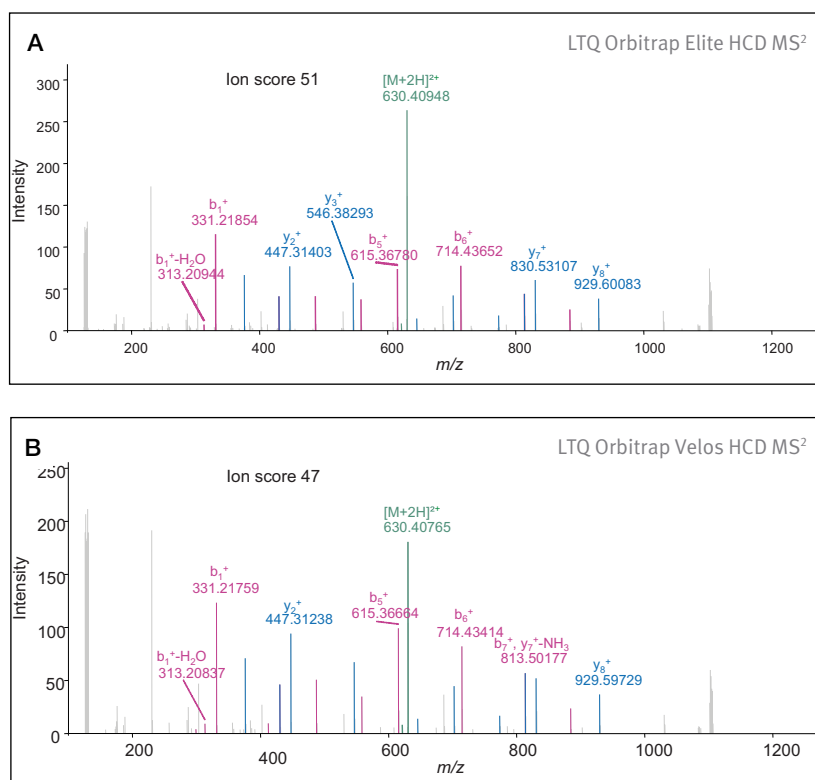 A
LTQ Orbitrap Elite HCD MS²
Ion score 51
[M+2H]²⁺
630.40948
300
250
200
150
100
50
0
Intensity
b₁⁺
331.21854
b₁⁺-H₂O
313.20944
y₂⁺
447.31403
y₃⁺
546.38293
b₅⁺
615.36780
b₆⁺
714.43652
y₇⁺
830.53107
y₈⁺
929.60083
200 400 600 800 1000 1200
m/z
B
LTQ Orbitrap Velos HCD MS²
Ion score 47
[M+2H]²⁺
630.40765
250
200
150
100
50
0
Intensity
b₁⁺
331.21759
b₁⁺-H₂O
313.20837
y₂⁺
447.31238
b₅⁺
615.36664
b₆⁺
714.43414
b₇⁺, y₇⁺-NH₃
813.50177
y₈⁺
929.59729
200 400 600 800 1000 1200
m/z